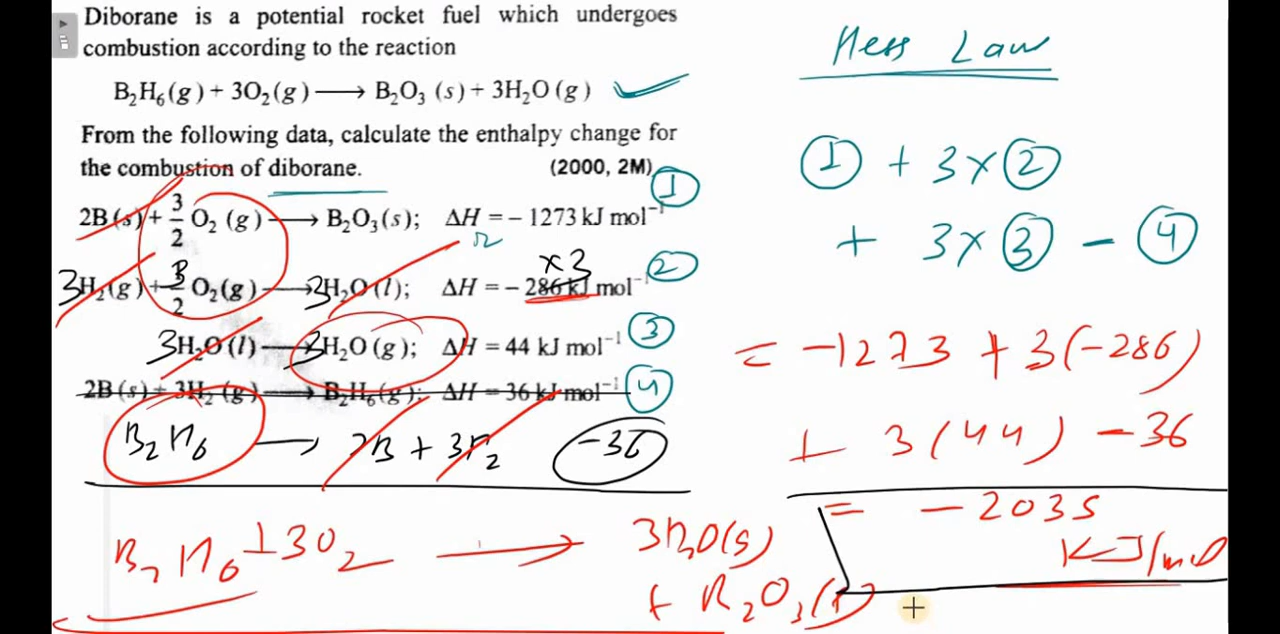 Diborane is a potential rocket fuel which undergoes
combustion according to the reaction
B₂H₆(g) + 3O₂(g) ⟶ B₂O₃ (s) + 3H₂O (g) ✓
From the following data, calculate the enthalpy change for
the combustion of diborane. (2000, 2M)
2B (s) + 3/2 O₂ (g) ⟶ B₂O₃(s); ΔH = – 1273 kJ mol⁻¹ ①
3H₂(g) + 3/2 O₂(g) ⟶ 3H₂O (l); ΔH = – 286 kJ mol⁻¹ ②
×3
3H₂O (l) ⟶ 3H₂O (g); ΔH = 44 kJ mol⁻¹ ③
2B (s) + 3H₂ (g) ⟶ B₂H₆(g); ΔH = 36 kJ mol⁻¹ ④
B₂H₆ ⟶ 2B + 3H₂ -36
B₂H₆ + 3O₂ ⟶ 3H₂O(s)
+ B₂O₃
Hess Law
① + 3×②
+ 3×③ - ④
= -1273 + 3(-286)
+ 3(44) - 36
= - 2035
KJ/mol